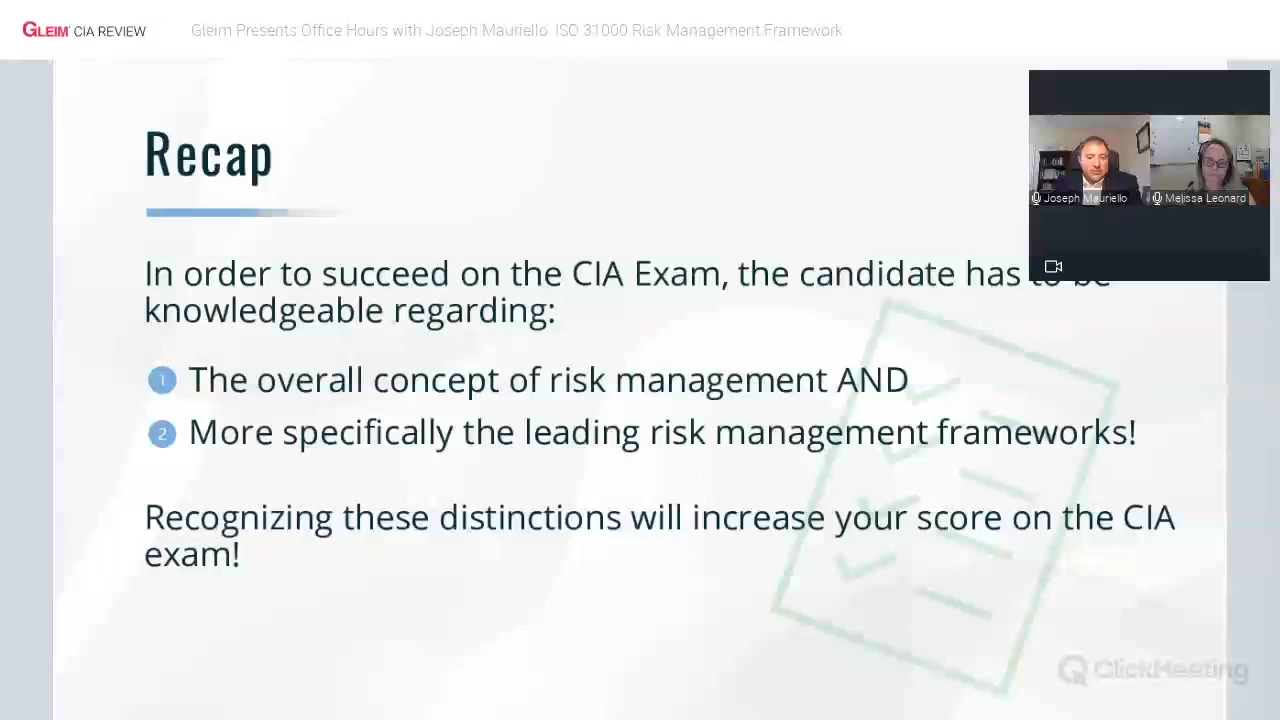 GLEIM CIA REVIEW
Gleim Presents Office Hours with Joseph Mauriello ISO 31000 Risk Management Framework
Recap
Joseph Mauriello
Melissa Leonard
In order to succeed on the CIA Exam, the candidate has to be
knowledgeable regarding:
1 The overall concept of risk management AND
2 More specifically the leading risk management frameworks!
Recognizing these distinctions will increase your score on the CIA
exam!
ClickMeeting